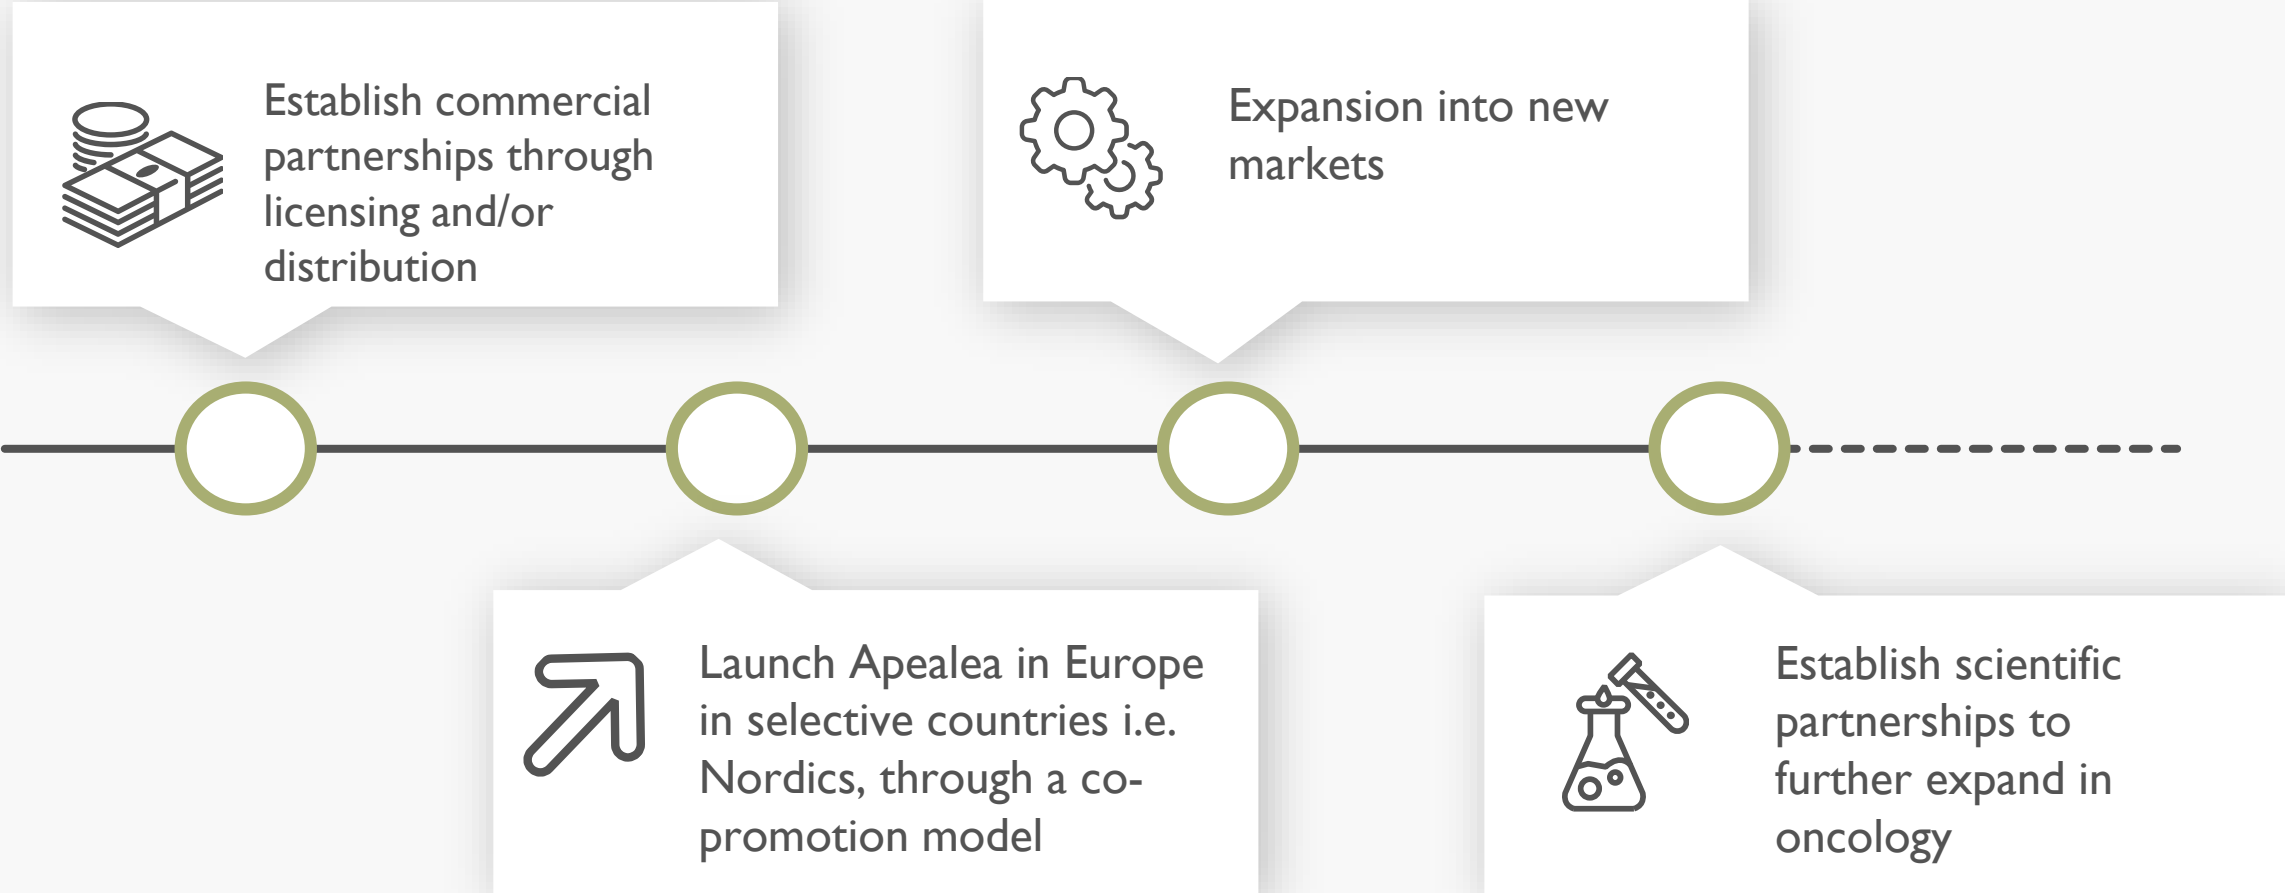 Establish commercial
partnerships through
licensing and/or
distribution
Launch Apealea in Europe
in selective countries i.e.
Nordics, through a co-
promotion model
Expansion into new
markets
Establish scientific
partnerships to
further expand in
oncology